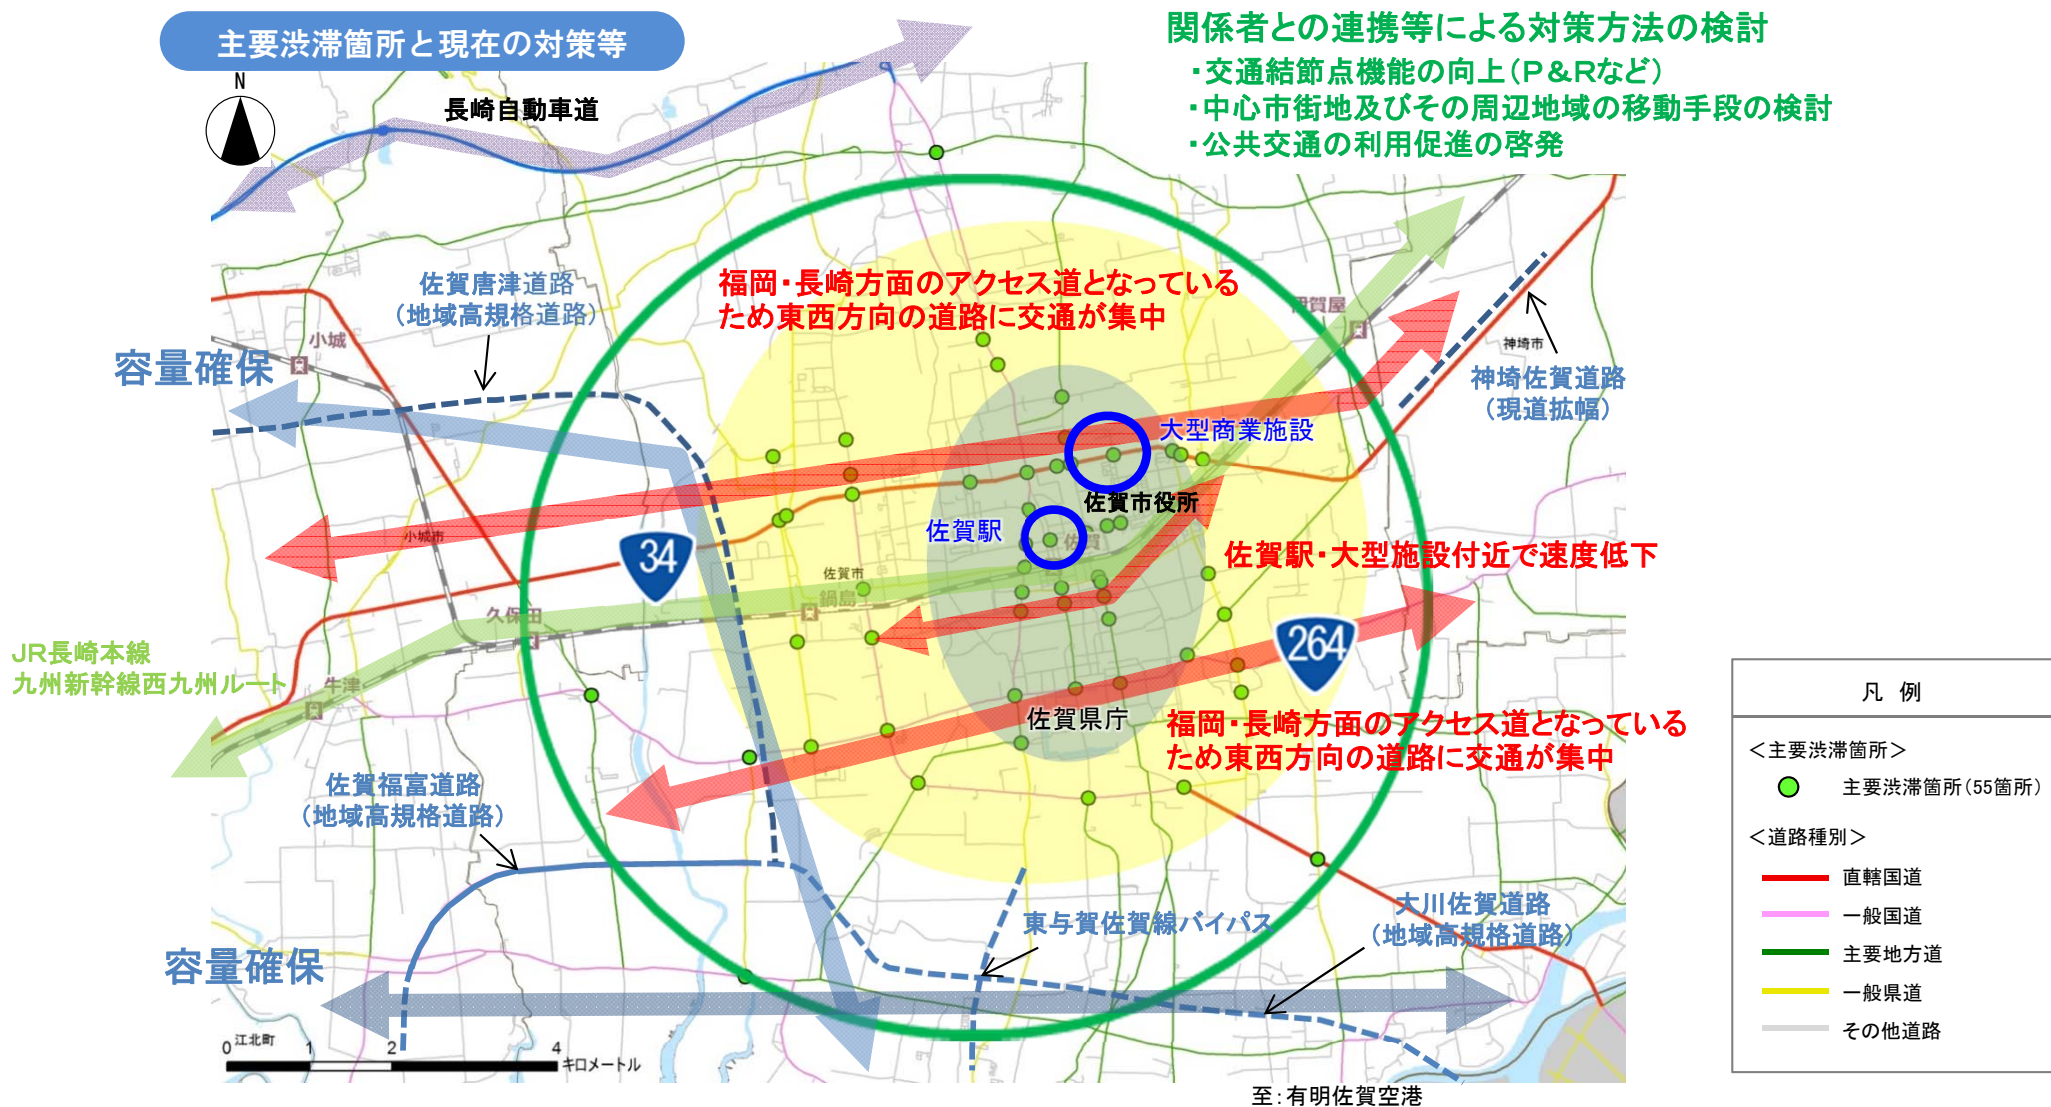 主要渋滞箇所と現在の対策等
関係者との連携等による対策方法の検討
・交通結節点機能の向上(P&Rなど)
・中心市街地及びその周辺地域の移動手段の検討
・公共交通の利用促進の啓発
N
長崎自動車道
佐賀唐津道路
(地域高規格道路)
福岡・長崎方面のアクセス道となっている
ため東西方向の道路に交通が集中
伊賀屋
小城
神埼市
容量確保
神埼佐賀道路
(現道拡幅)
大型商業施設
佐賀市役所
佐賀駅
小城市
34
佐賀
佐賀駅・大型施設付近で速度低下
佐賀市
鍋島
久保田
264
JR長崎本線
九州新幹線西九州ルート
牛津
佐賀県庁
福岡・長崎方面のアクセス道となっている
ため東西方向の道路に交通が集中
佐賀福富道路
(地域高規格道路)
東与賀佐賀線バイパス
大川佐賀道路
(地域高規格道路)
容量確保
江北町
0 1 2 4
キロメートル
至:有明佐賀空港
凡 例
<主要渋滞箇所>
主要渋滞箇所(55箇所)
<道路種別>
直轄国道
一般国道
主要地方道
一般県道
その他道路